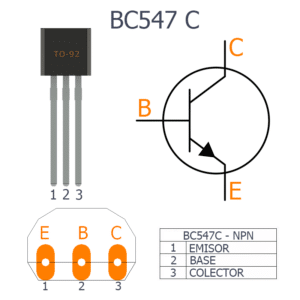 BC547 C
TO-92
1 2 3
C
B
E
E B C
1 2 3
BC547C - NPN
1 EMISOR
2 BASE
3 COLECTOR